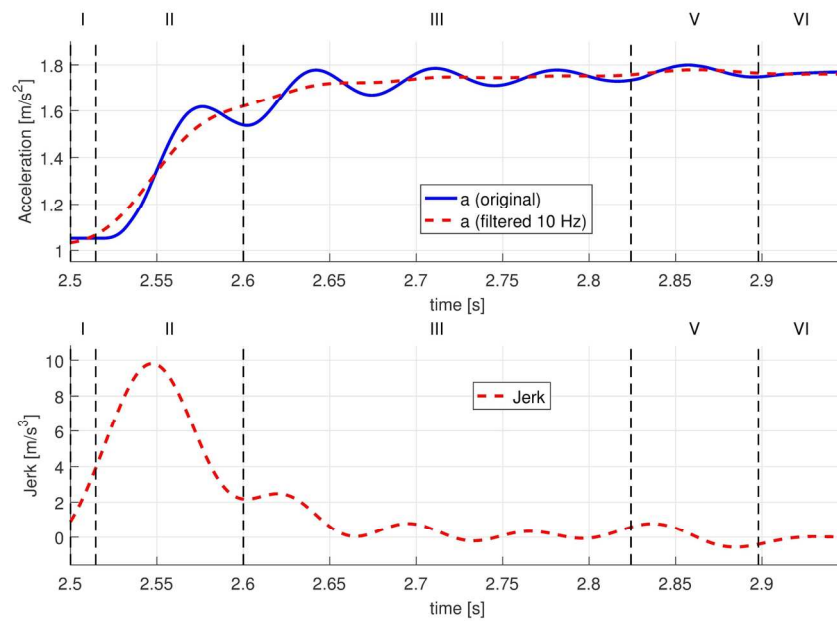 I II III V VI
Acceleration [m/s²]
1.8
1.6
1.4
1.2
1
a (original)
a (filtered 10 Hz)
2.5 2.55 2.6 2.65 2.7 2.75 2.8 2.85 2.9
time [s]
I II III V VI
Jerk [m/s³]
10
8
6
4
2
0
Jerk
2.5 2.55 2.6 2.65 2.7 2.75 2.8 2.85 2.9
time [s]